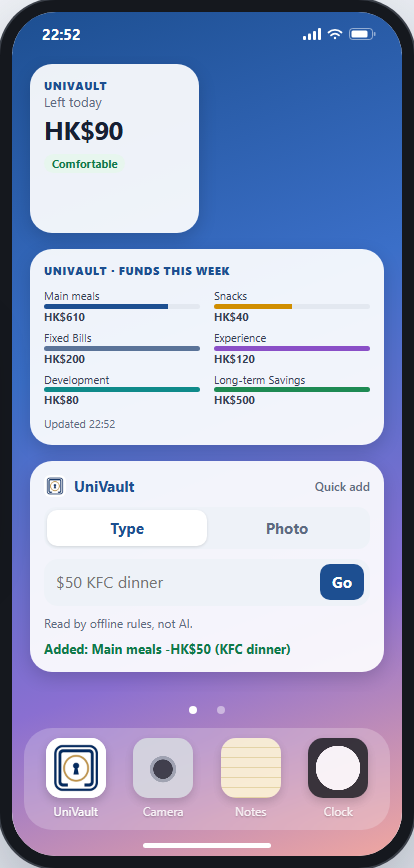 22:52
UNIVAULT
Left today
HK$90
Comfortable
UNIVAULT · FUNDS THIS WEEK
Main meals
HK$610
Snacks
HK$40
Fixed Bills
HK$200
Experience
HK$120
Development
HK$80
Long-term Savings
HK$500
Updated 22:52
UniVault
Quick add
Type
Photo
$50 KFC dinner
Go
Read by offline rules, not AI.
Added: Main meals -HK$50 (KFC dinner)
UniVault
Camera
Notes
Clock